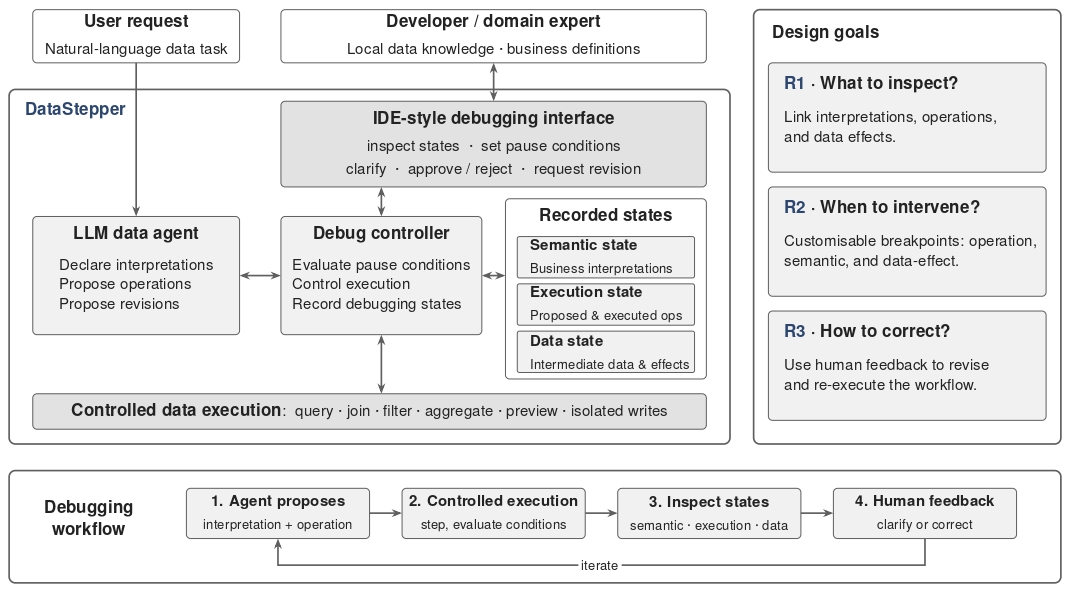 User request
Natural-language data task
Developer / domain expert
Local data knowledge · business definitions
DataStepper
IDE-style debugging interface
inspect states · set pause conditions
clarify · approve / reject · request revision
LLM data agent
Declare interpretations
Propose operations
Propose revisions
Debug controller
Evaluate pause conditions
Control execution
Record debugging states
Recorded states
Semantic state
Business interpretations
Execution state
Proposed & executed ops
Data state
Intermediate data & effects
Controlled data execution: query · join · filter · aggregate · preview · isolated writes
Design goals
R1 · What to inspect?
Link interpretations, operations,
and data effects.
R2 · When to intervene?
Customisable breakpoints: operation,
semantic, and data-effect.
R3 · How to correct?
Use human feedback to revise
and re-execute the workflow.
Debugging
workflow
1. Agent proposes
interpretation + operation
2. Controlled execution
step, evaluate conditions
3. Inspect states
semantic · execution · data
4. Human feedback
clarify or correct
iterate